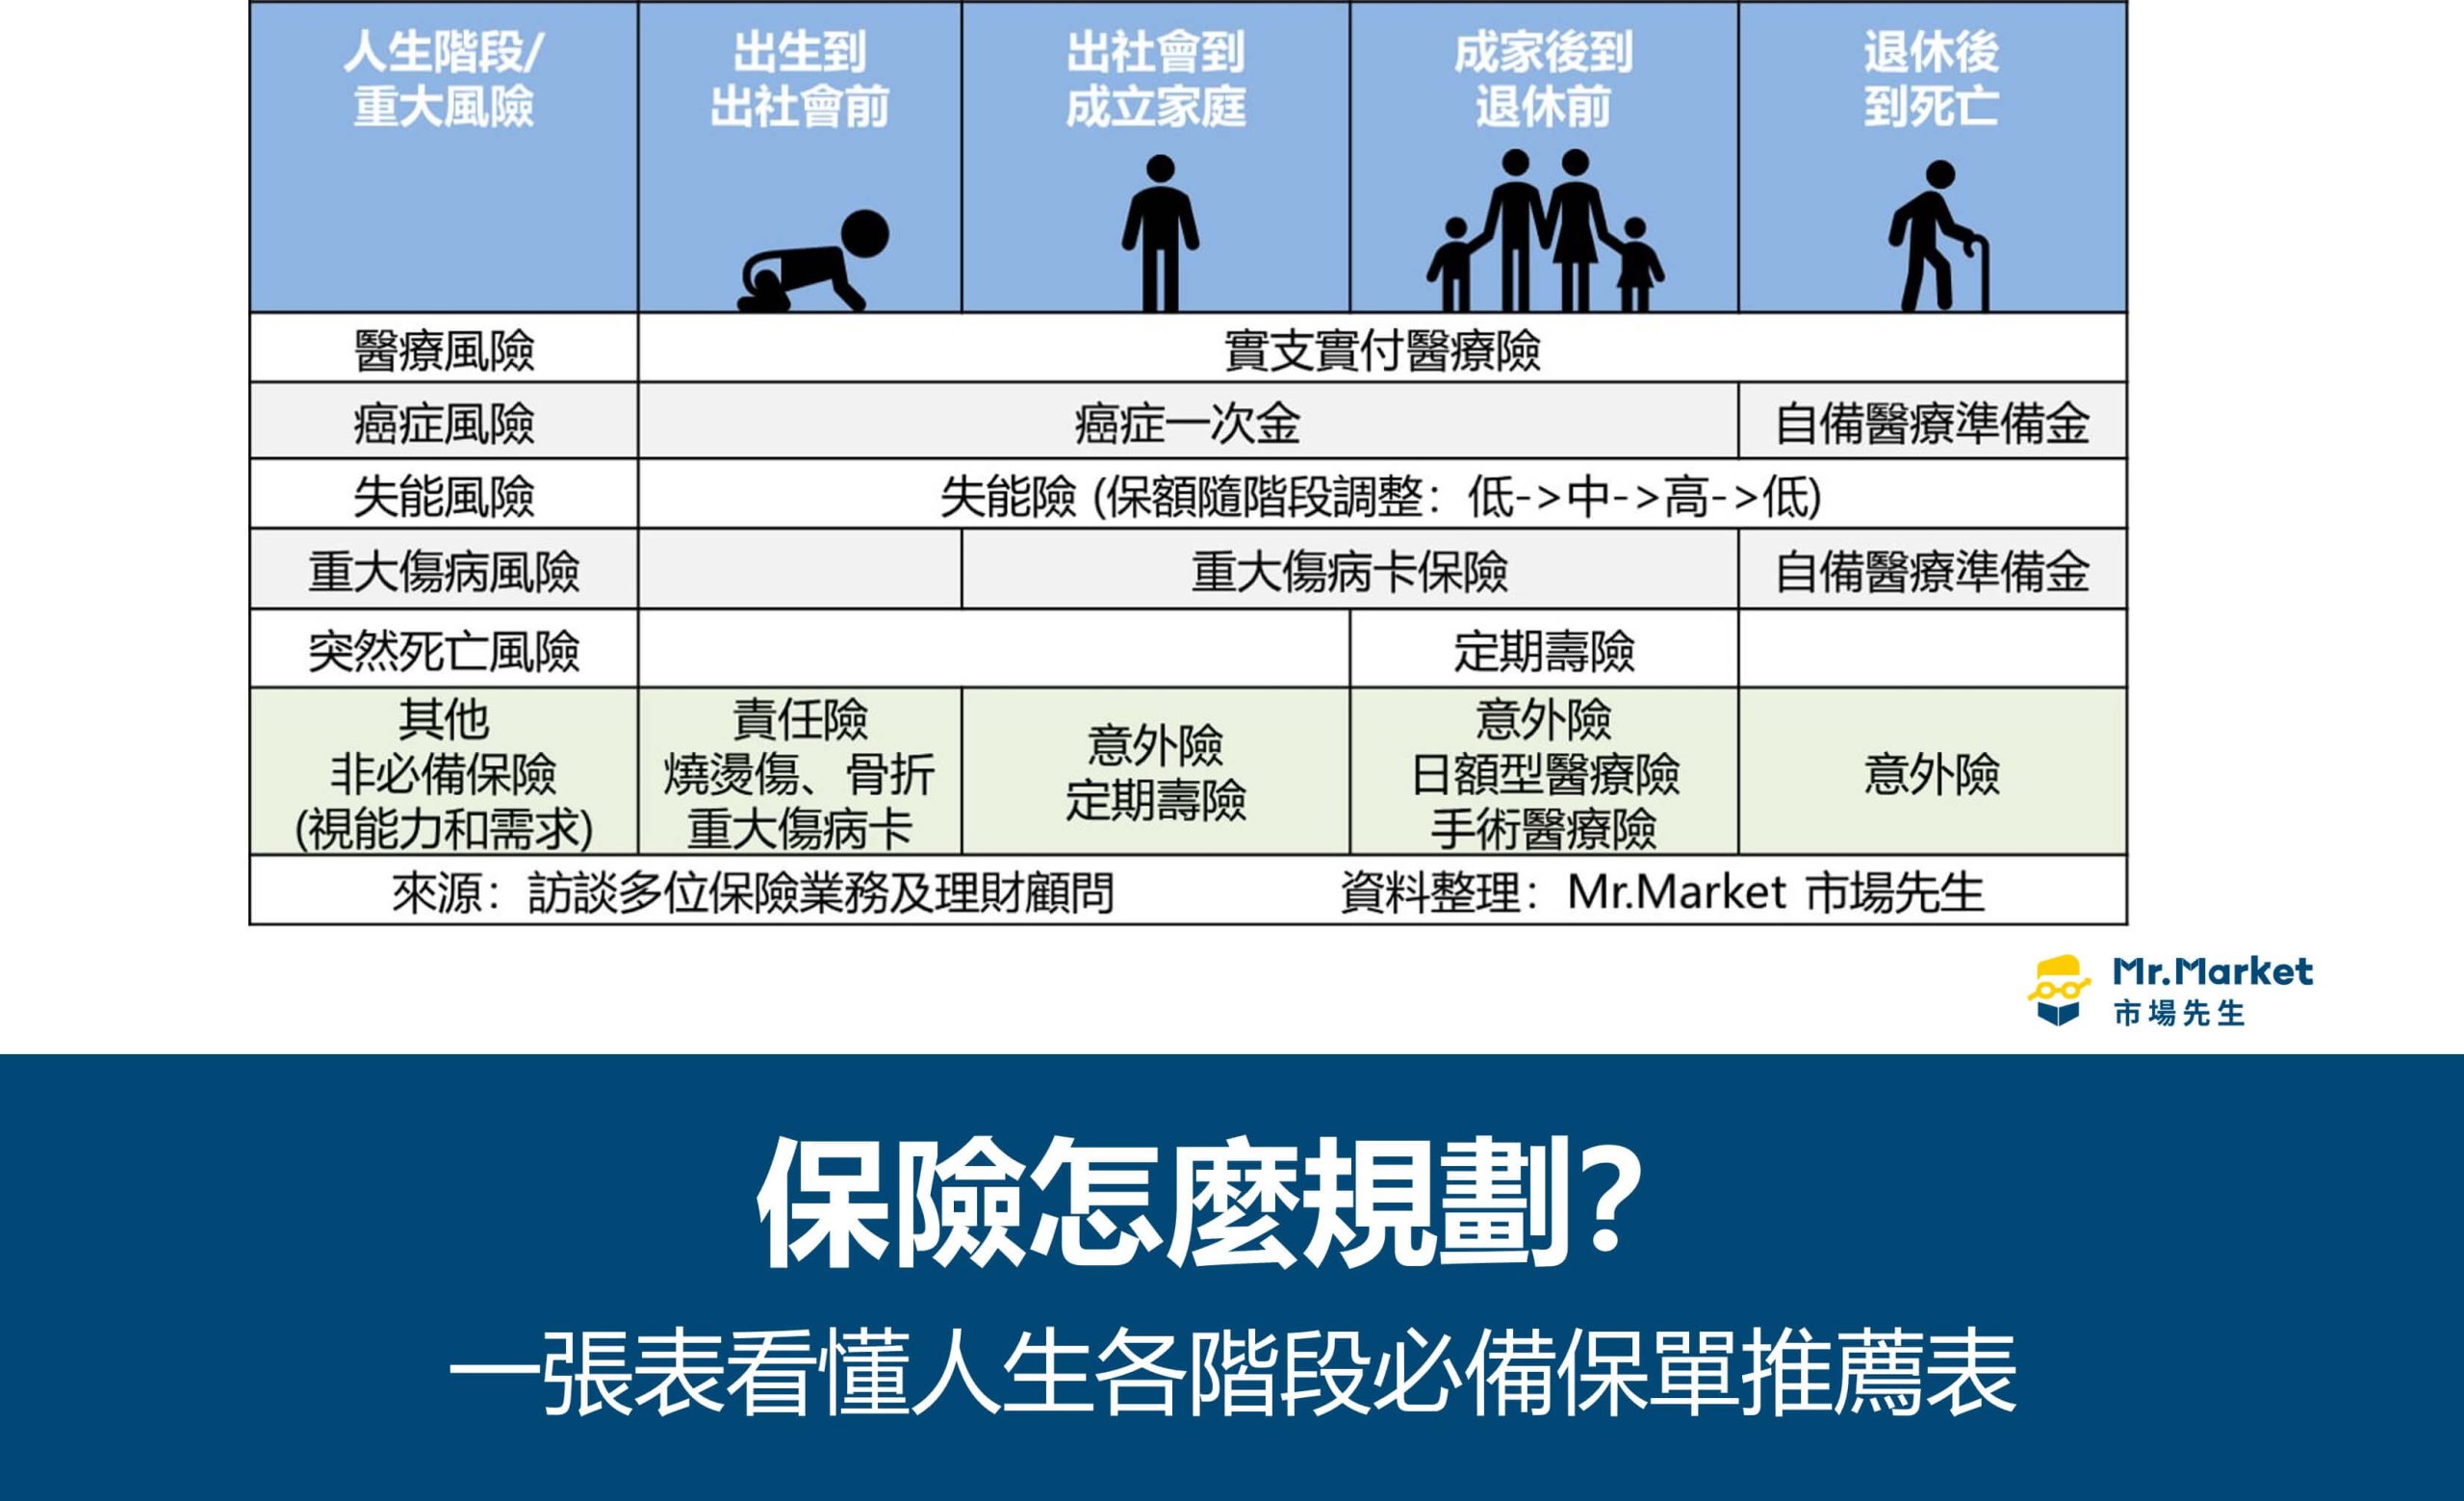 人生階段/
重大風險
出生到
出社會前
出社會到
成立家庭
成家後到
退休前
退休後
到死亡
醫療風險
實支實付醫療險
癌症風險
癌症一次金
自備醫療準備金
失能風險
失能險 (保額隨階段調整：低->中->高->低)
重大傷病風險
重大傷病卡保險
自備醫療準備金
突然死亡風險
定期壽險
其他
非必備保險
(視能力和需求)
責任險
燒燙傷、骨折
重大傷病卡
意外險
定期壽險
意外險
日額型醫療險
手術醫療險
意外險
來源：訪談多位保險業務及理財顧問
資料整理：Mr.Market 市場先生
Mr.Market
市場先生
保險怎麼規劃？
一張表看懂人生各階段必備保單推薦表